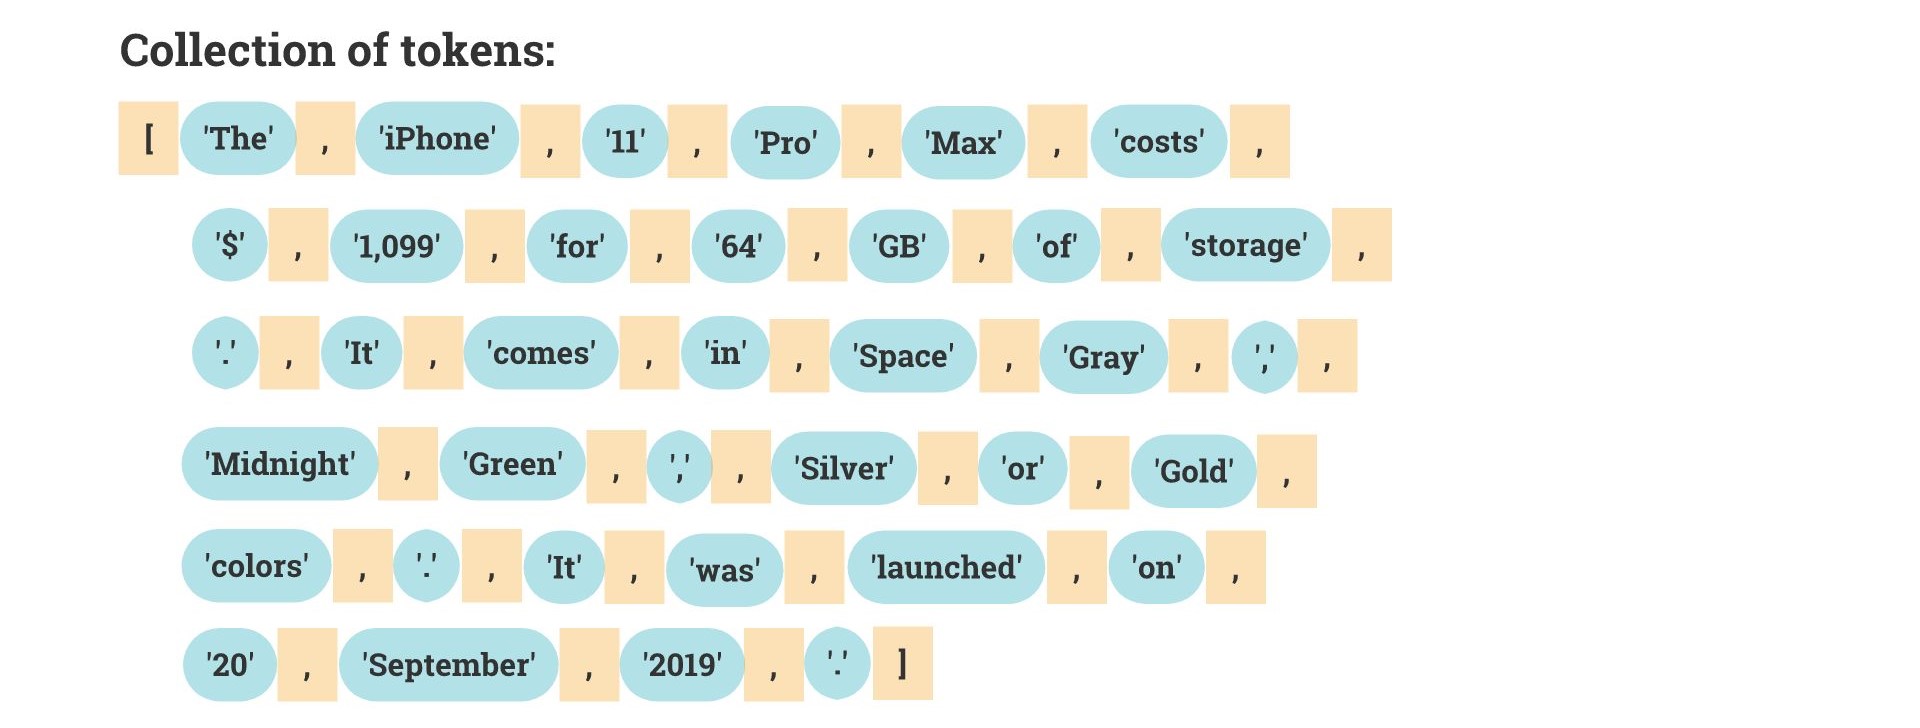 Collection of tokens:
[ 'The' , 'iPhone' , '11' , 'Pro' , 'Max' , 'costs' ,
'$' , '1,099' , 'for' , '64' , 'GB' , 'of' , 'storage' ,
'.' , 'It' , 'comes' , 'in' , 'Space' , 'Gray' , ',' ,
'Midnight' , 'Green' , ',' , 'Silver' , 'or' , 'Gold' ,
'colors' , '.' , 'It' , 'was' , 'launched' , 'on' ,
'20' , 'September' , '2019' , '.' ]